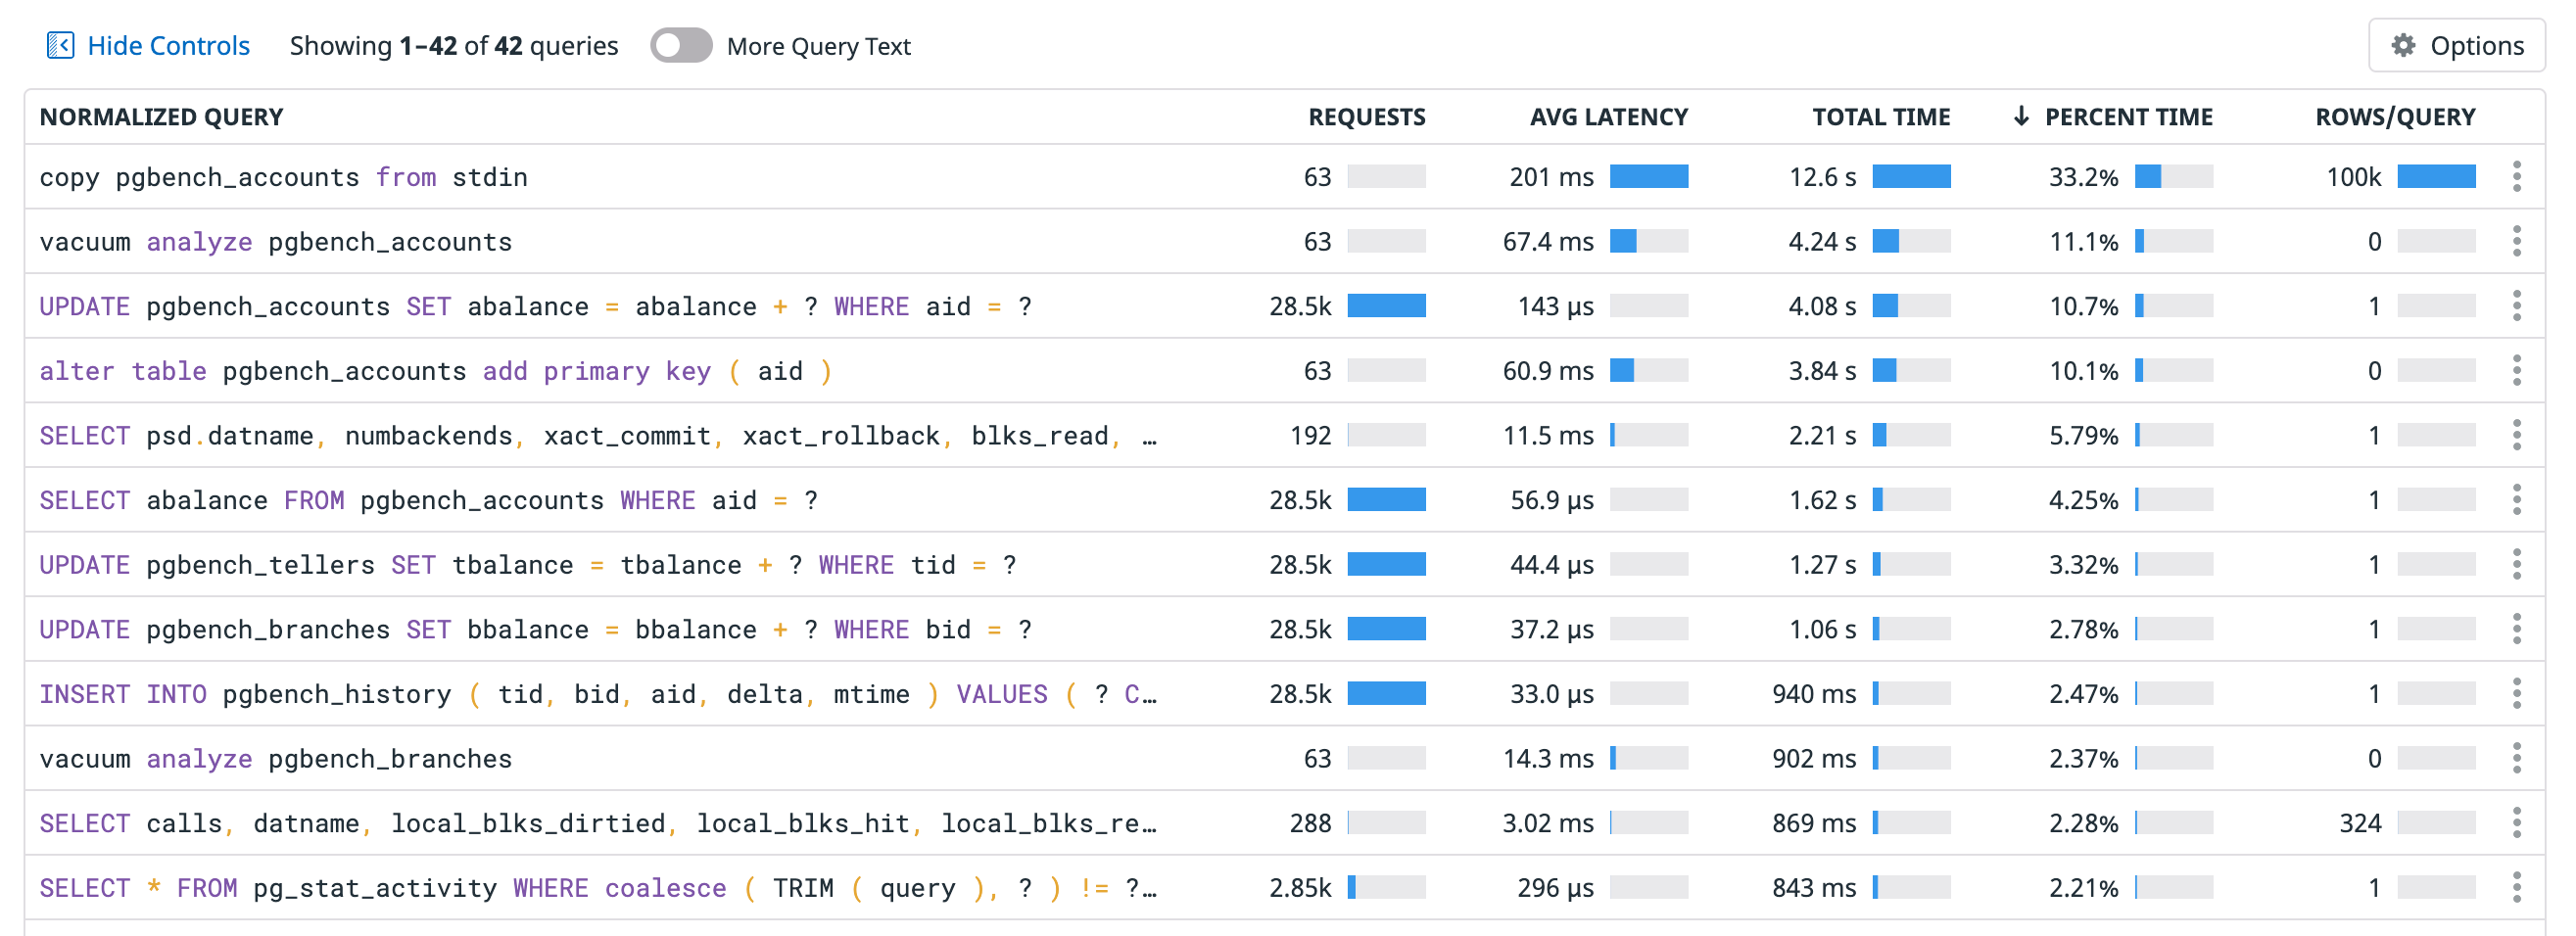 Hide Controls Showing 1–42 of 42 queries More Query Text Options
NORMALIZED QUERY REQUESTS AVG LATENCY TOTAL TIME ↓ PERCENT TIME ROWS/QUERY
copy pgbench_accounts from stdin 63 201 ms 12.6 s 33.2% 100k
vacuum analyze pgbench_accounts 63 67.4 ms 4.24 s 11.1% 0
UPDATE pgbench_accounts SET abalance = abalance + ? WHERE aid = ? 28.5k 143 µs 4.08 s 10.7% 1
alter table pgbench_accounts add primary key ( aid ) 63 60.9 ms 3.84 s 10.1% 0
SELECT psd.datname, numbackends, xact_commit, xact_rollback, blks_read, … 192 11.5 ms 2.21 s 5.79% 1
SELECT abalance FROM pgbench_accounts WHERE aid = ? 28.5k 56.9 µs 1.62 s 4.25% 1
UPDATE pgbench_tellers SET tbalance = tbalance + ? WHERE tid = ? 28.5k 44.4 µs 1.27 s 3.32% 1
UPDATE pgbench_branches SET bbalance = bbalance + ? WHERE bid = ? 28.5k 37.2 µs 1.06 s 2.78% 1
INSERT INTO pgbench_history ( tid, bid, aid, delta, mtime ) VALUES ( ? C… 28.5k 33.0 µs 940 ms 2.47% 1
vacuum analyze pgbench_branches 63 14.3 ms 902 ms 2.37% 0
SELECT calls, datname, local_blks_dirtied, local_blks_hit, local_blks_re… 288 3.02 ms 869 ms 2.28% 324
SELECT * FROM pg_stat_activity WHERE coalesce ( TRIM ( query ), ? ) != ?… 2.85k 296 µs 843 ms 2.21% 1